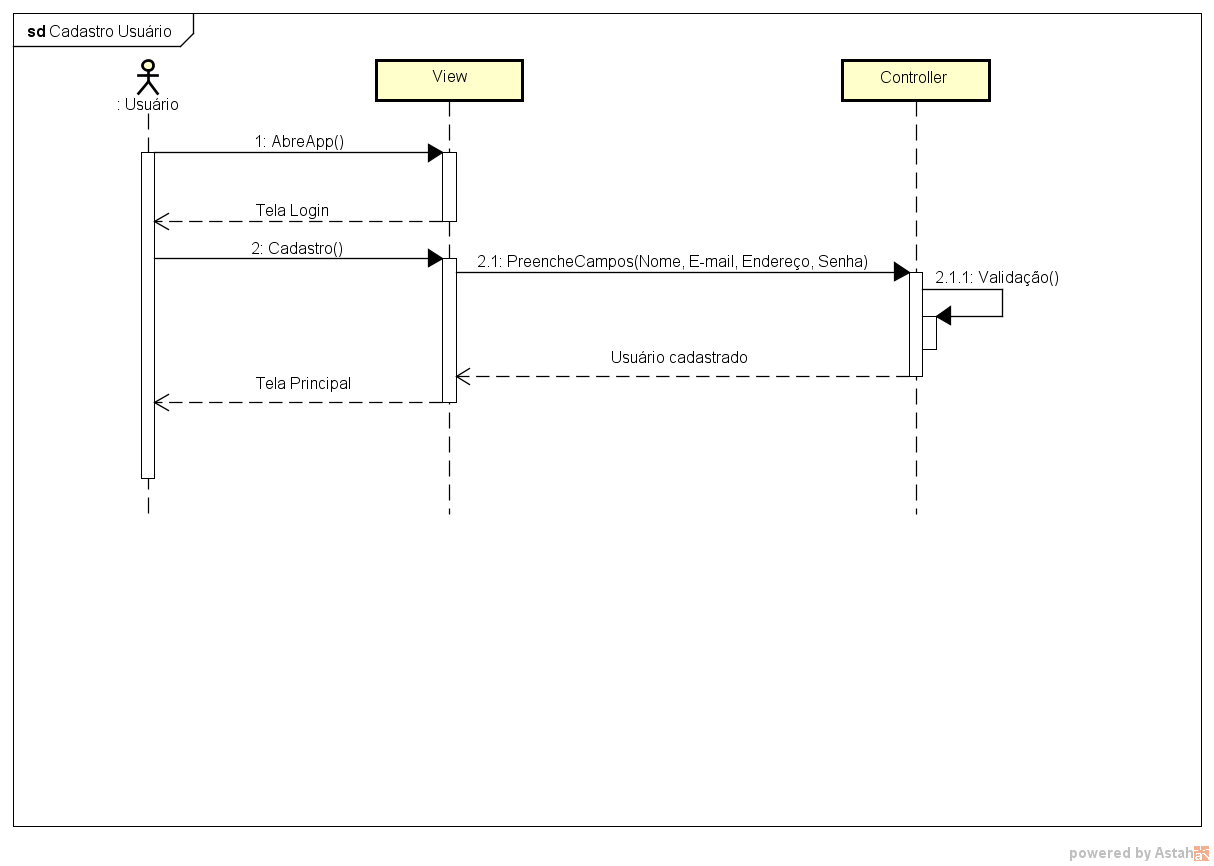 sd Cadastro Usuário
View
Controller
: Usuário
1: AbreApp()
Tela Login
2: Cadastro()
2.1: PreencheCampos(Nome, E-mail, Endereço, Senha)
2.1.1: Validação()
Usuário cadastrado
Tela Principal
powered by Astah